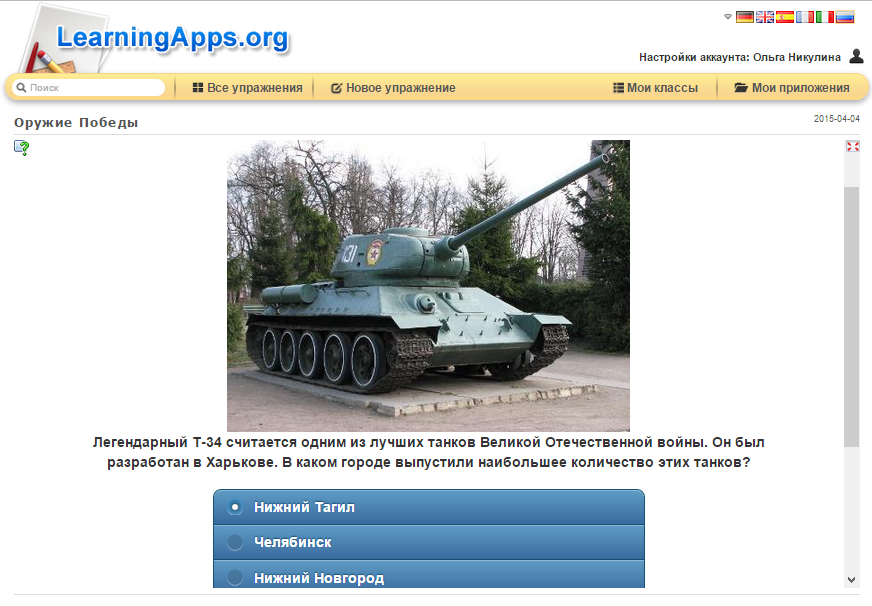 LearningApps.org
Настройки аккаунта: Ольга Никулина
Поиск
Все упражнения
Новое упражнение
Мои классы
Мои приложения
Оружие Победы
2015-04-04
131
Легендарный Т-34 считается одним из лучших танков Великой Отечественной войны. Он был
разработан в Харькове. В каком городе выпустили наибольшее количество этих танков?
Нижний Тагил
Челябинск
Нижний Новгород